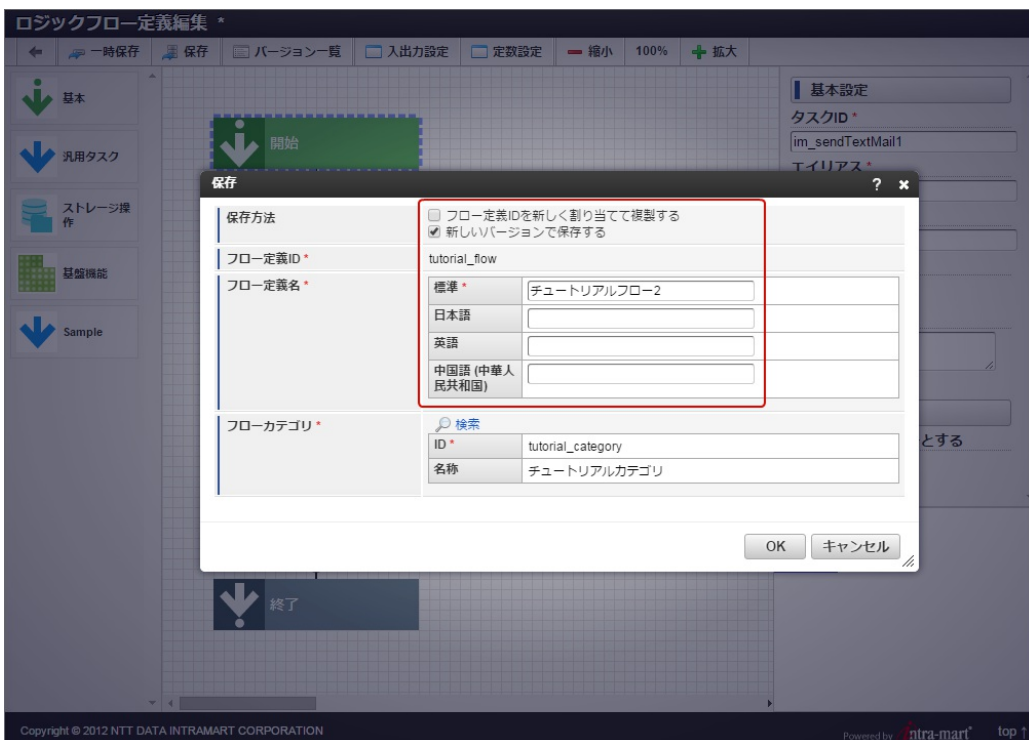 ロジックフロー定義編集 *
一時保存 保存 バージョン一覧 入出力設定 定数設定 縮小 100% 拡大
基本
汎用タスク
ストレージ操
作
基盤機能
Sample
開始
基本設定
タスクID *
im_sendTextMail1
エイリアス *
保存
? ×
保存方法
フロー定義IDを新しく割り当てて複製する
新しいバージョンで保存する
フロー定義ID *
tutorial_flow
フロー定義名 *
標準 *
チュートリアルフロー2
日本語
英語
中国語 (中華人
民共和国)
フローカテゴリ *
検索
ID *
tutorial_category
名称
チュートリアルカテゴリ
とする
OK キャンセル
終了
Copyright © 2012 NTT DATA INTRAMART CORPORATION
Powered by intra-mart top ↑